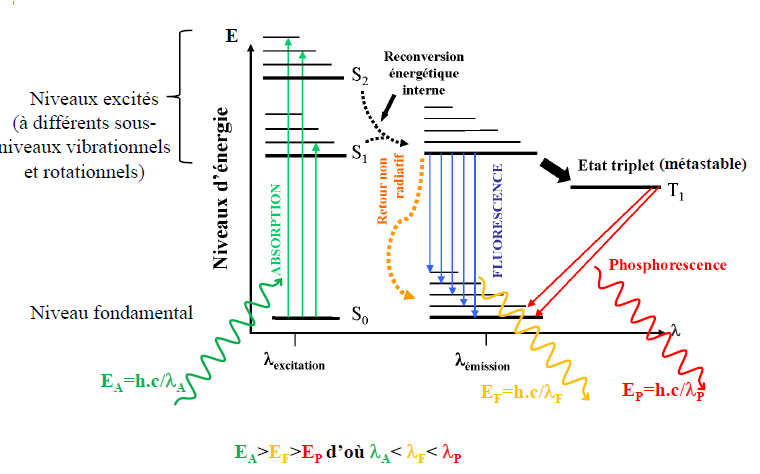 E
Niveaux d'énergie
Niveaux excités
(à différents sous-
niveaux vibrationnels
et rotationnels)
S2
S1
Reconversion
énergétique
interne
ABSORPTION
Retour non
radiatif
FLUORESCENCE
Etat triplet (métastable)
T1
Phosphorescence
Niveau fondamental
S0
λ
λexcitation
λémission
EA=h.c/λA
EF=h.c/λF
EP=h.c/λP
EA>EF>EP d'où λA< λF< λP